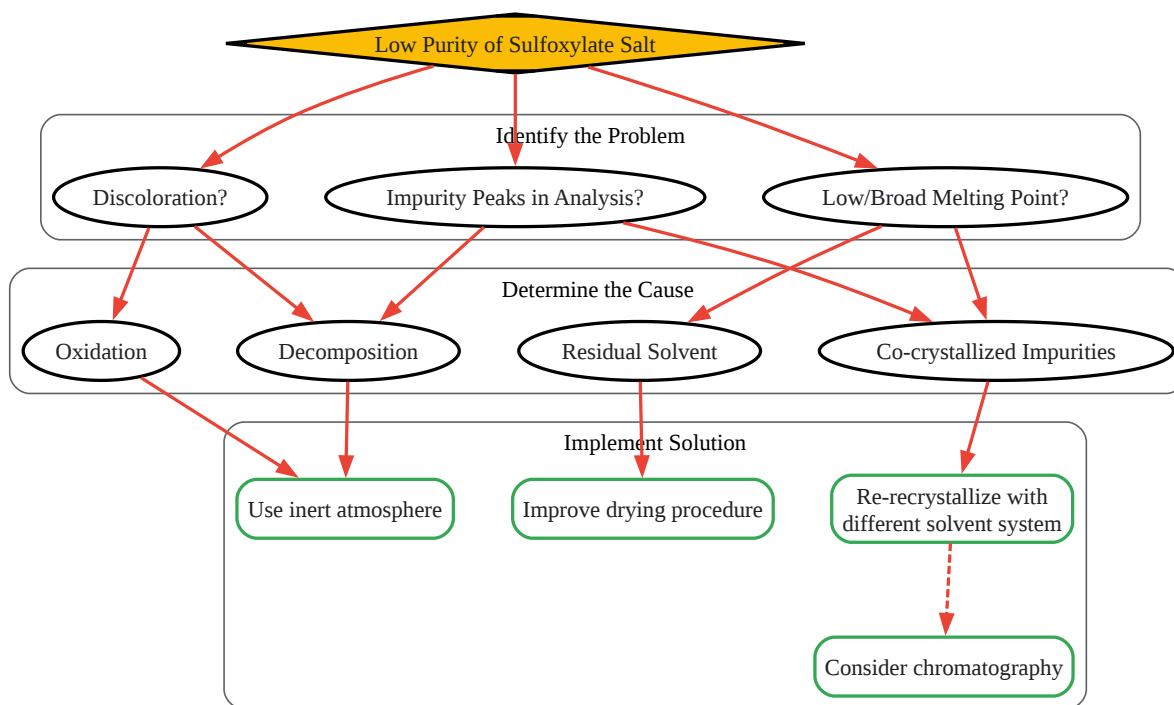 Low Purity of Sulfoxylate Salt
Identify the Problem
Discoloration?
Impurity Peaks in Analysis?
Low/Broad Melting Point?
Determine the Cause
Oxidation
Decomposition
Residual Solvent
Co-crystallized Impurities
Implement Solution
Use inert atmosphere
Improve drying procedure
Re-recrystallize with
different solvent system
Consider chromatography